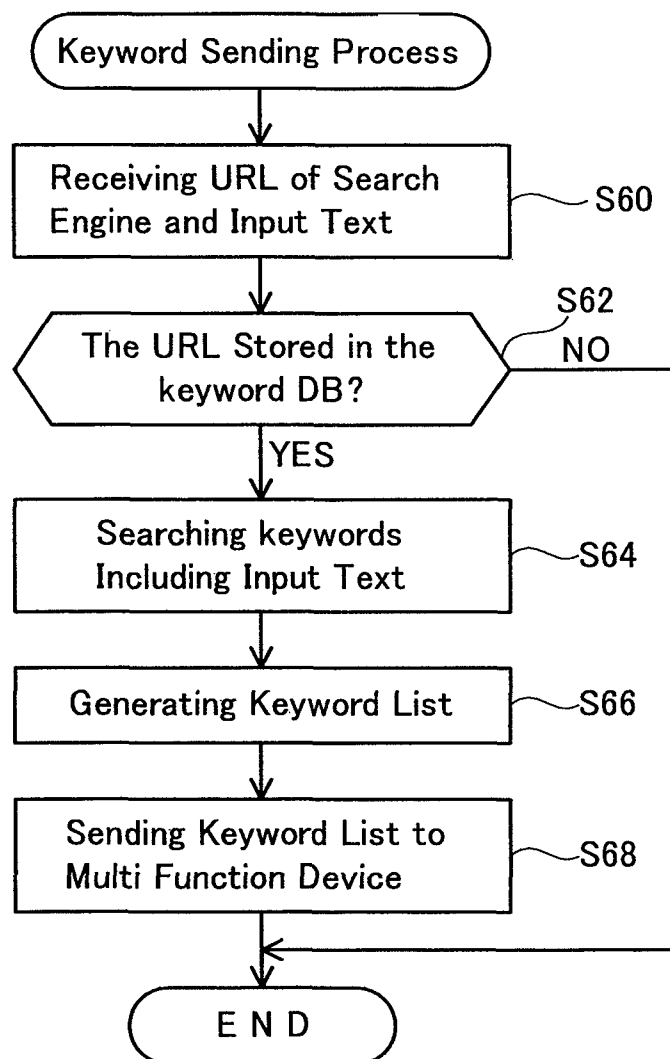 Keyword Sending Process
Receiving URL of Search
Engine and Input Text
S60
S62
The URL Stored in the
keyword DB?
NO
YES
Searching keywords
Including Input Text
S64
Generating Keyword List
S66
Sending Keyword List to
Multi Function Device
S68
E N D